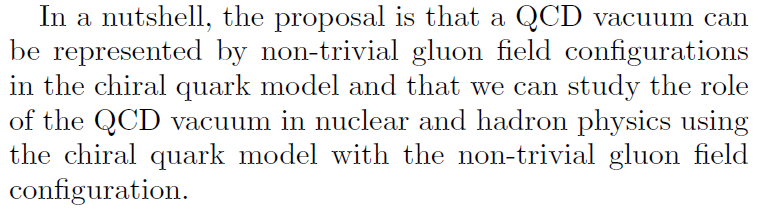 In a nutshell, the proposal is that a QCD vacuum can
be represented by non-trivial gluon field configurations
in the chiral quark model and that we can study the role
of the QCD vacuum in nuclear and hadron physics using
the chiral quark model with the non-trivial gluon field
configuration.